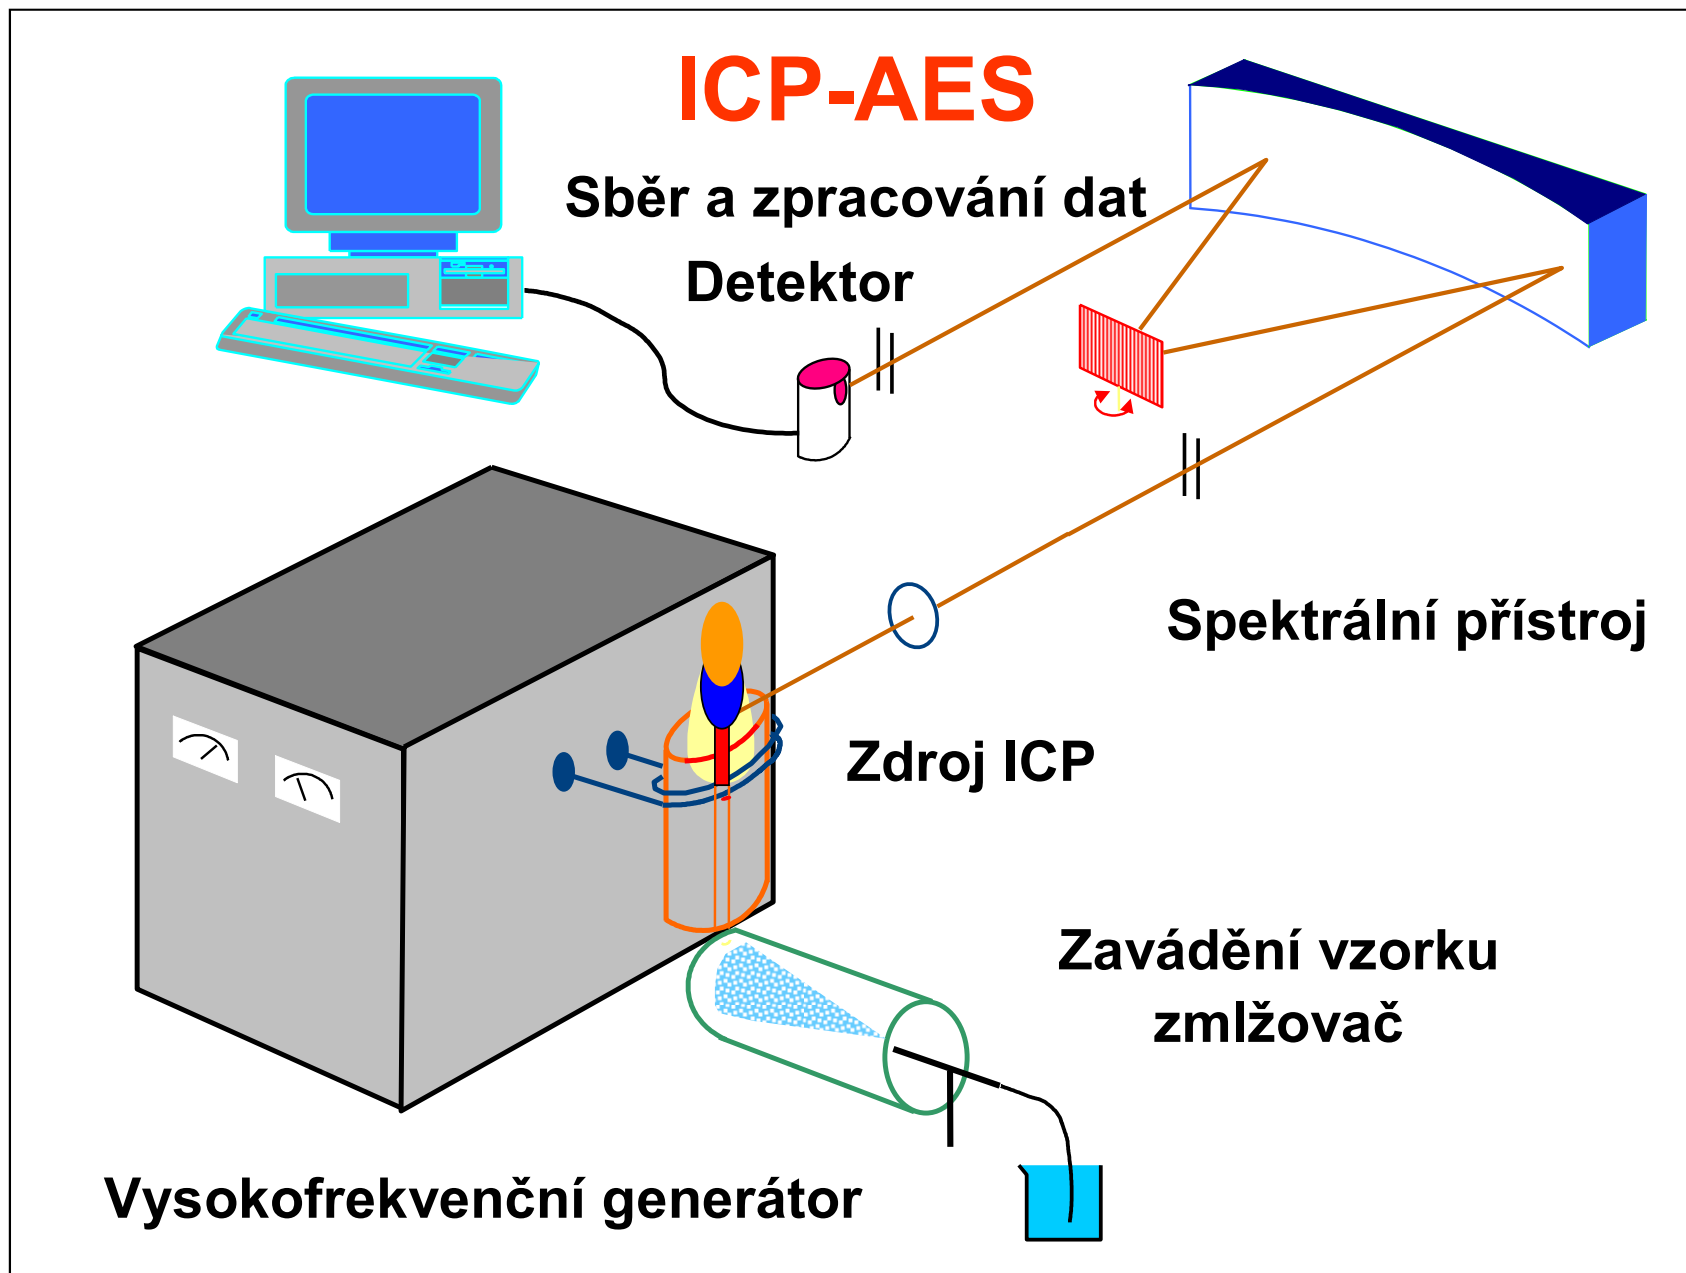 ICP-AES
Sběr a zpracování dat
Detektor
Spektrální přístroj
Zdroj ICP
Zavádění vzorku
zmlžovač
Vysokofrekvenční generátor